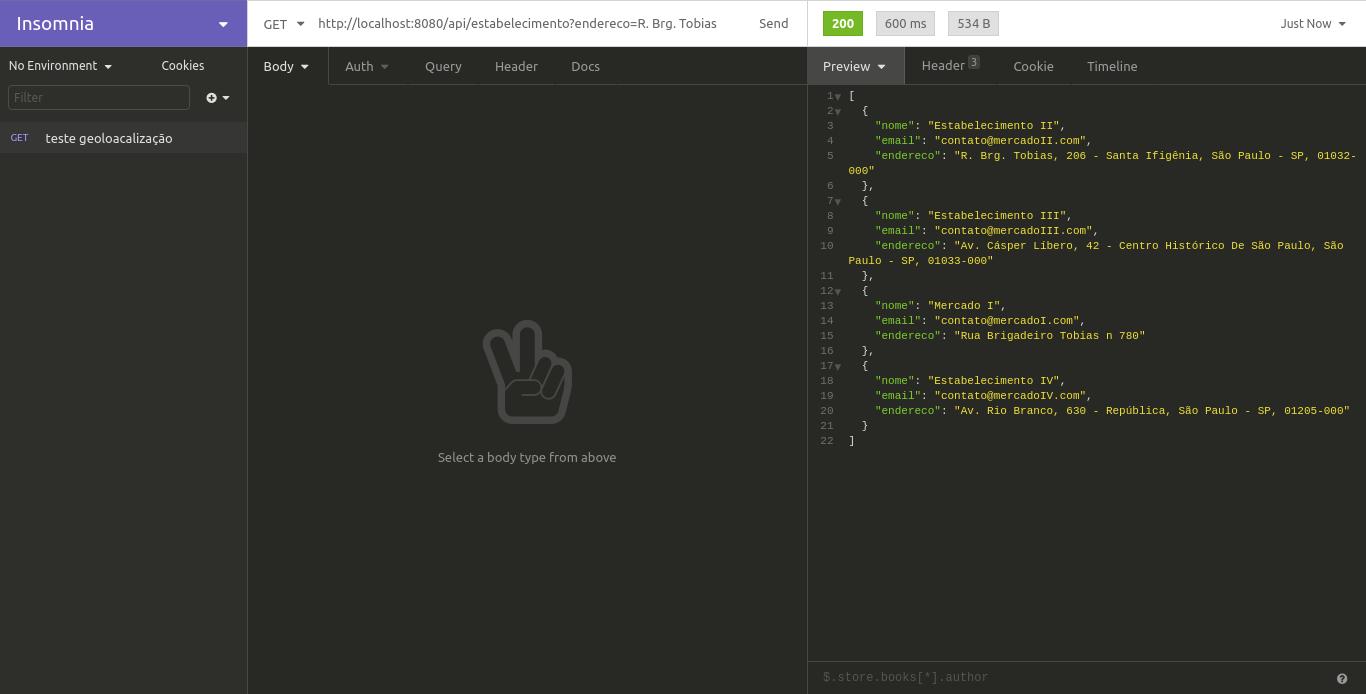 Insomnia
GET http://localhost:8080/api/estabelecimento?endereco=R. Brg. Tobias Send
200 600 ms 534 B Just Now
No Environment Cookies
Body Auth Query Header Docs
Preview Header 3 Cookie Timeline
Filter
GET teste geoloacalização
Select a body type from above
1 [
2 {
3 "nome": "Estabelecimento II",
4 "email": "contato@mercadoII.com",
5 "endereco": "R. Brg. Tobias, 206 - Santa Ifigênia, São Paulo - SP, 01032-
000"
6 },
7 {
8 "nome": "Estabelecimento III",
9 "email": "contato@mercadoIII.com",
10 "endereco": "Av. Cásper Líbero, 42 - Centro Histórico De São Paulo, São
Paulo - SP, 01033-000"
11 },
12 {
13 "nome": "Mercado I",
14 "email": "contato@mercadoI.com",
15 "endereco": "Rua Brigadeiro Tobias n 780"
16 },
17 {
18 "nome": "Estabelecimento IV",
19 "email": "contato@mercadoIV.com",
20 "endereco": "Av. Rio Branco, 630 - República, São Paulo - SP, 01205-000"
21 }
22 ]
$.store.books[*].author